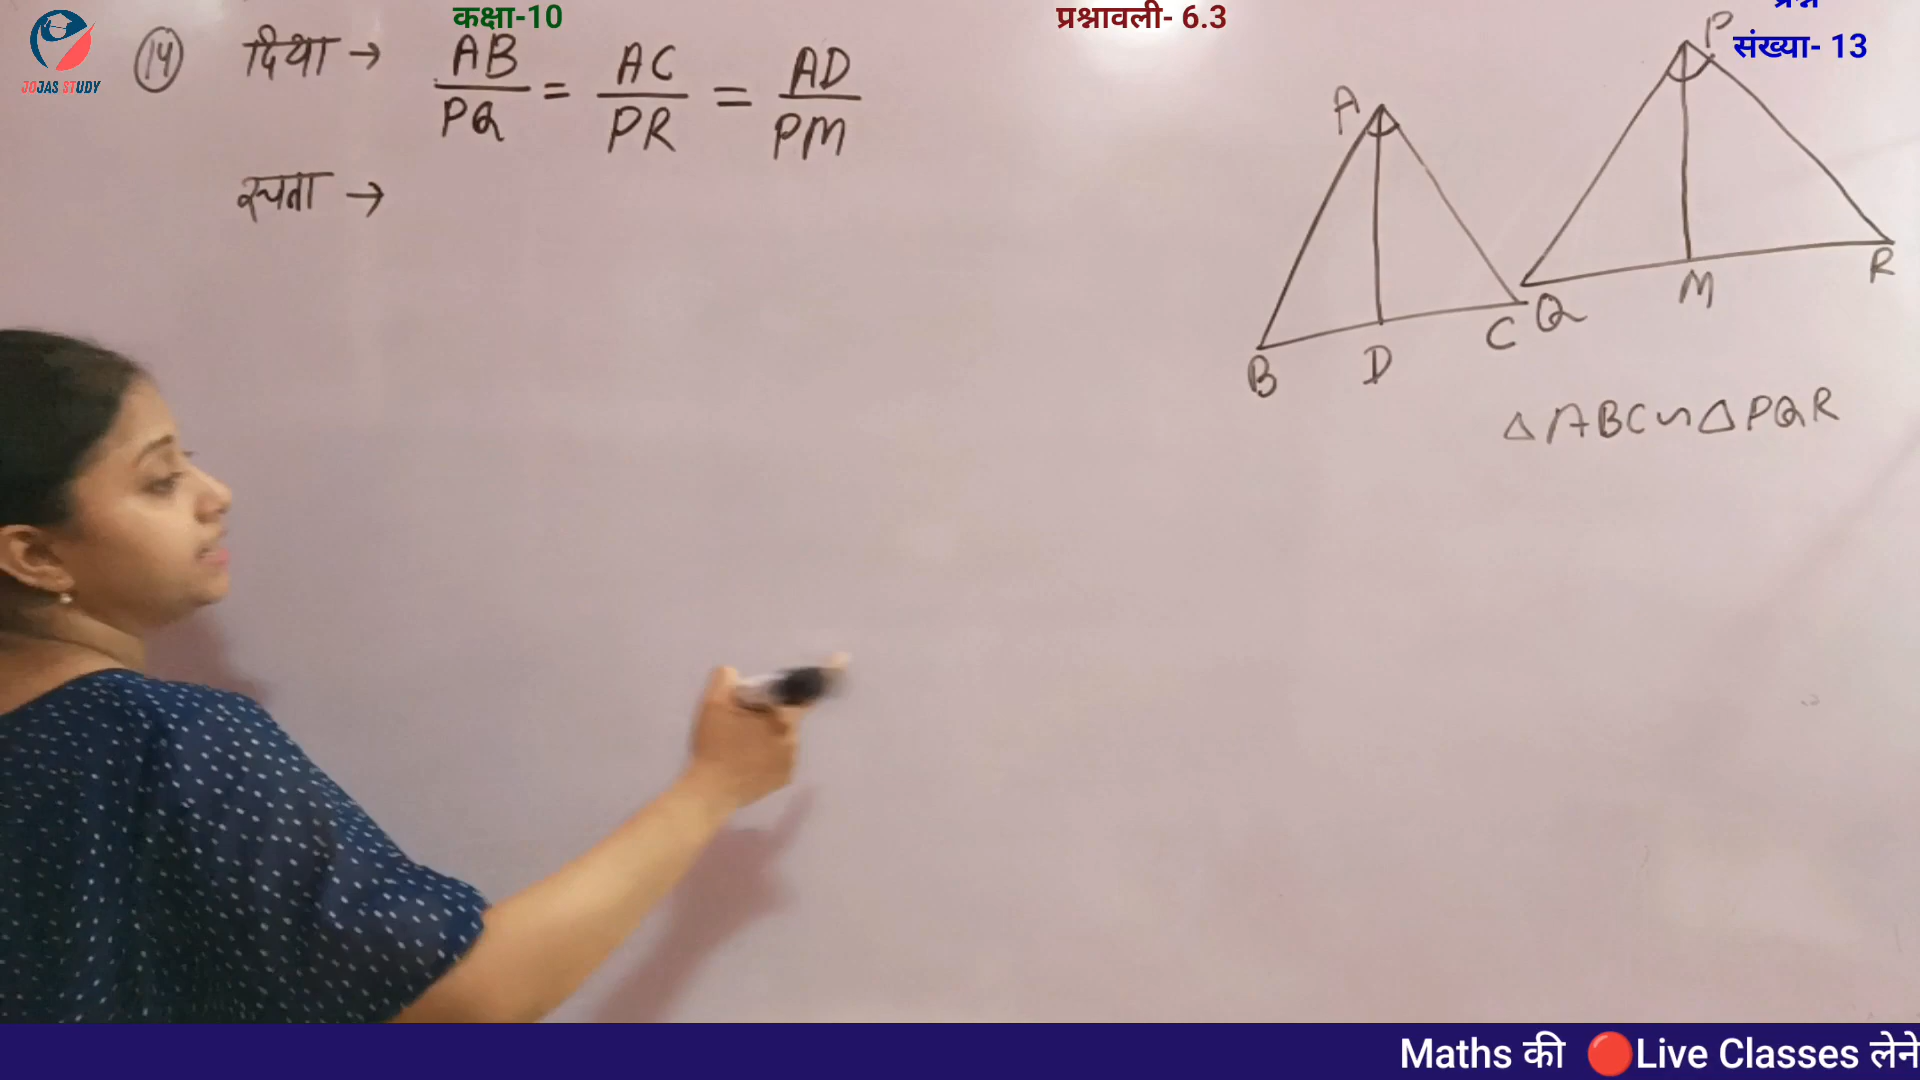 कक्षा-10
प्रश्नावली- 6.3
प्रश्न
संख्या- 13
JOJAS STUDY
(14) दिया → AB/PQ = AC/PR = AD/PM
रचना →
A
B
D
C
P
Q
M
R
△ABC ~ △PQR
Maths की 🔴Live Classes लेने